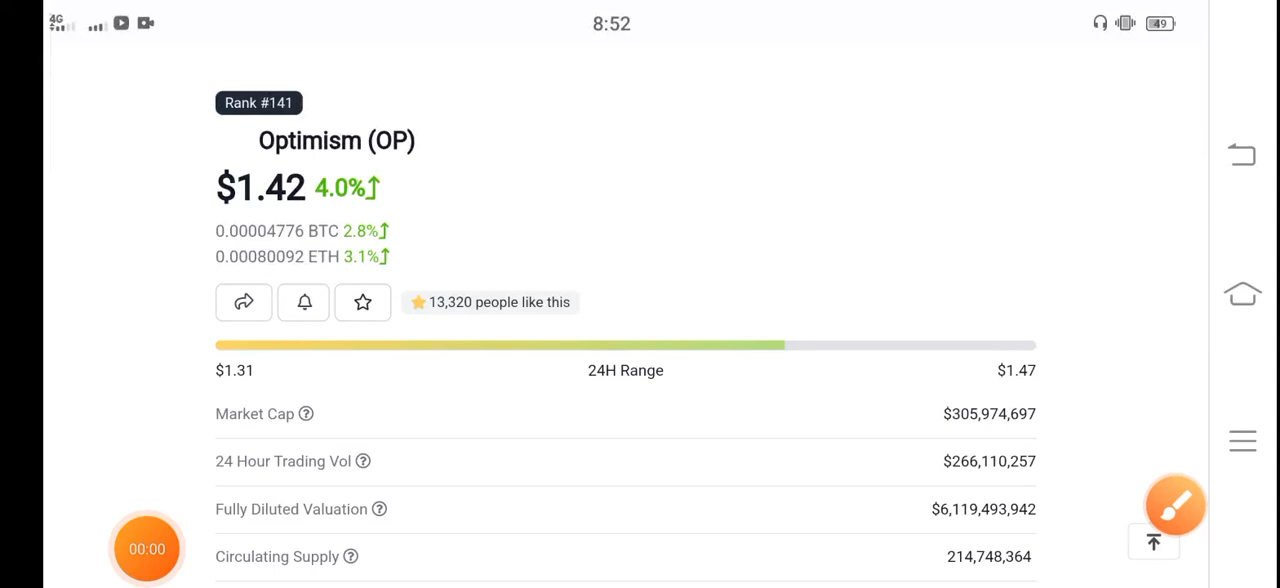 4G 8:52 49
Rank #141
Optimism (OP)
$1.42 4.0%
0.00004776 BTC 2.8%
0.00080092 ETH 3.1%
13,320 people like this
$1.31 24H Range $1.47
Market Cap ? $305,974,697
24 Hour Trading Vol ? $266,110,257
Fully Diluted Valuation ? $6,119,493,942
00:00
Circulating Supply ? 214,748,364